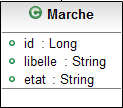 C Marche
id : Long
libelle : String
etat : String